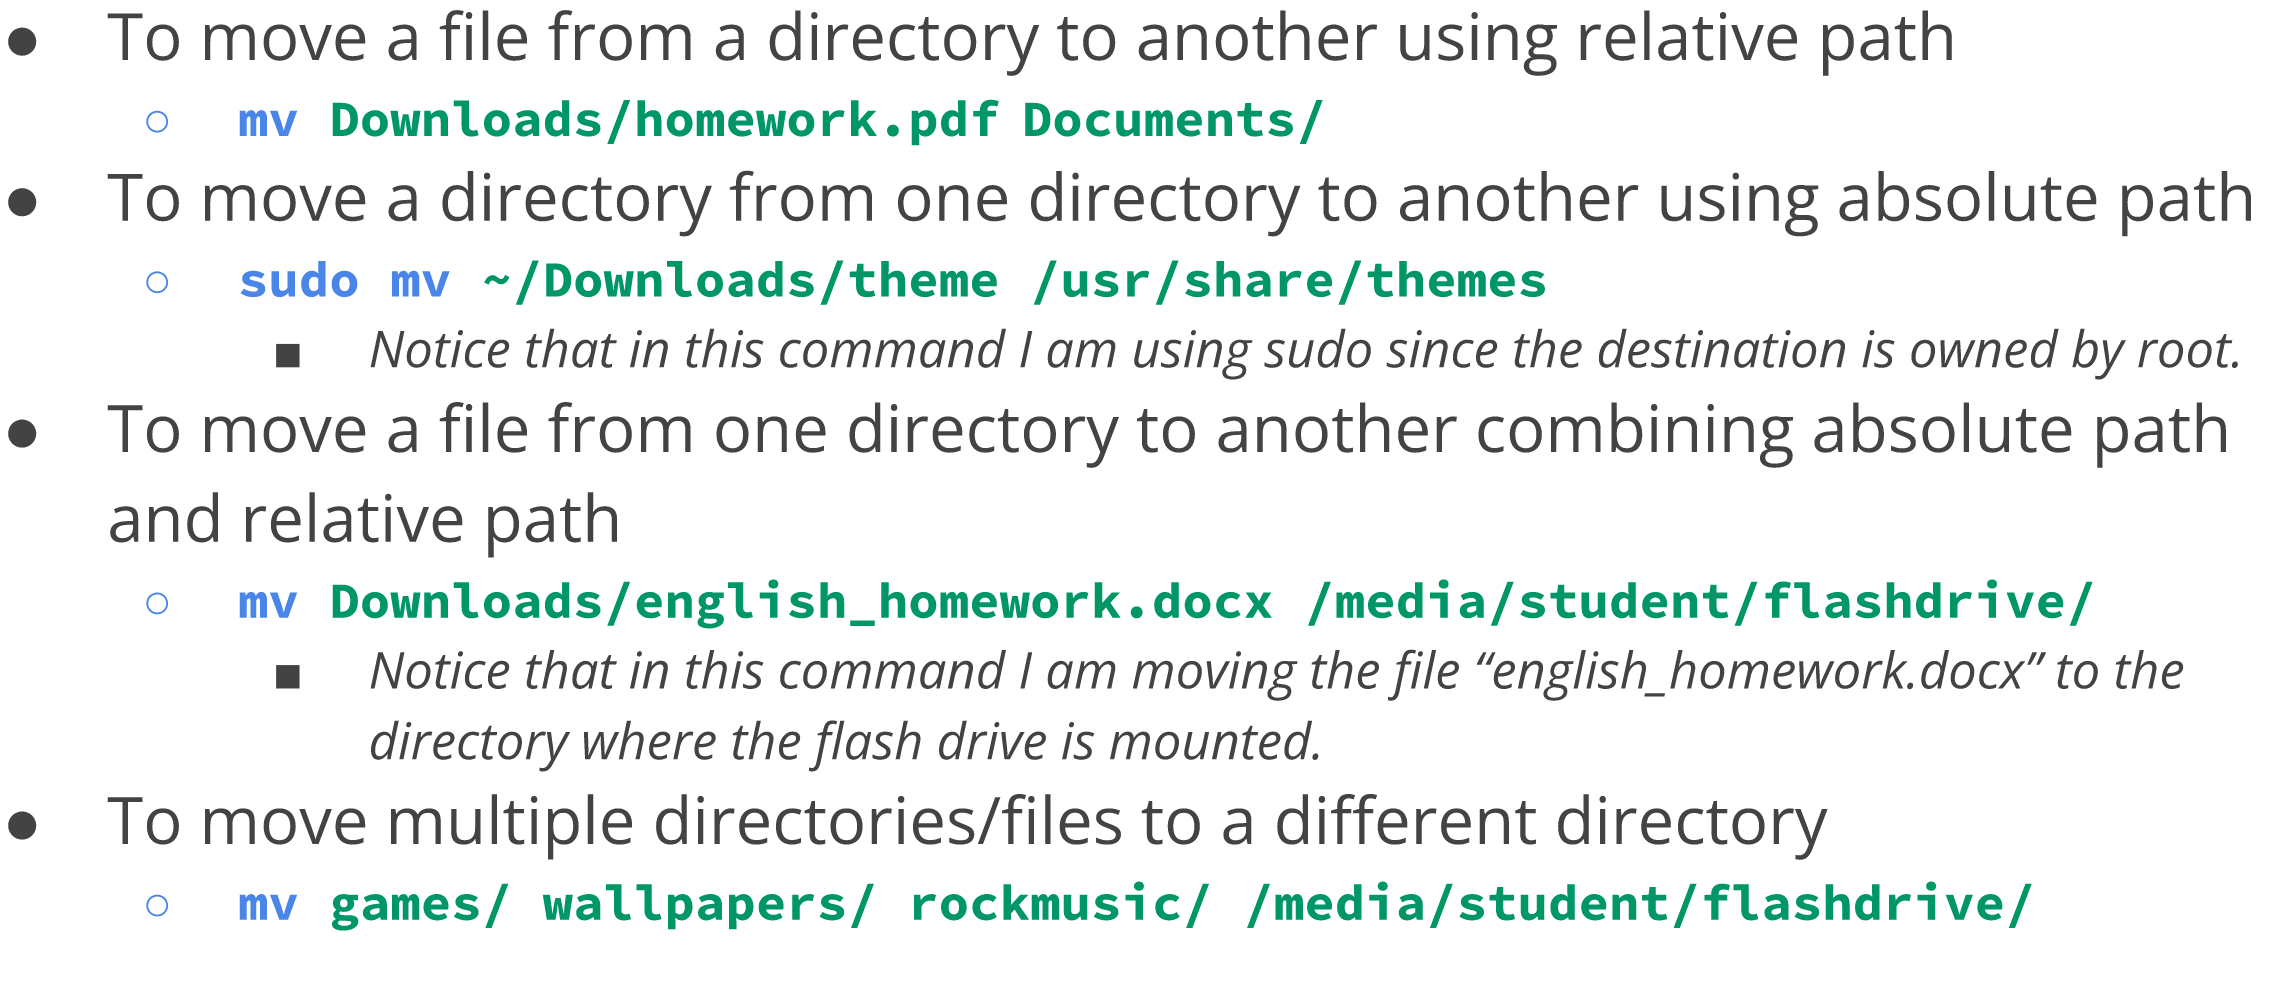 ● To move a file from a directory to another using relative path
○ mv Downloads/homework.pdf Documents/
● To move a directory from one directory to another using absolute path
○ sudo mv ~/Downloads/theme /usr/share/themes
■ Notice that in this command I am using sudo since the destination is owned by root.
● To move a file from one directory to another combining absolute path
and relative path
○ mv Downloads/english_homework.docx /media/student/flashdrive/
■ Notice that in this command I am moving the file “english_homework.docx” to the
directory where the flash drive is mounted.
● To move multiple directories/files to a different directory
○ mv games/ wallpapers/ rockmusic/ /media/student/flashdrive/